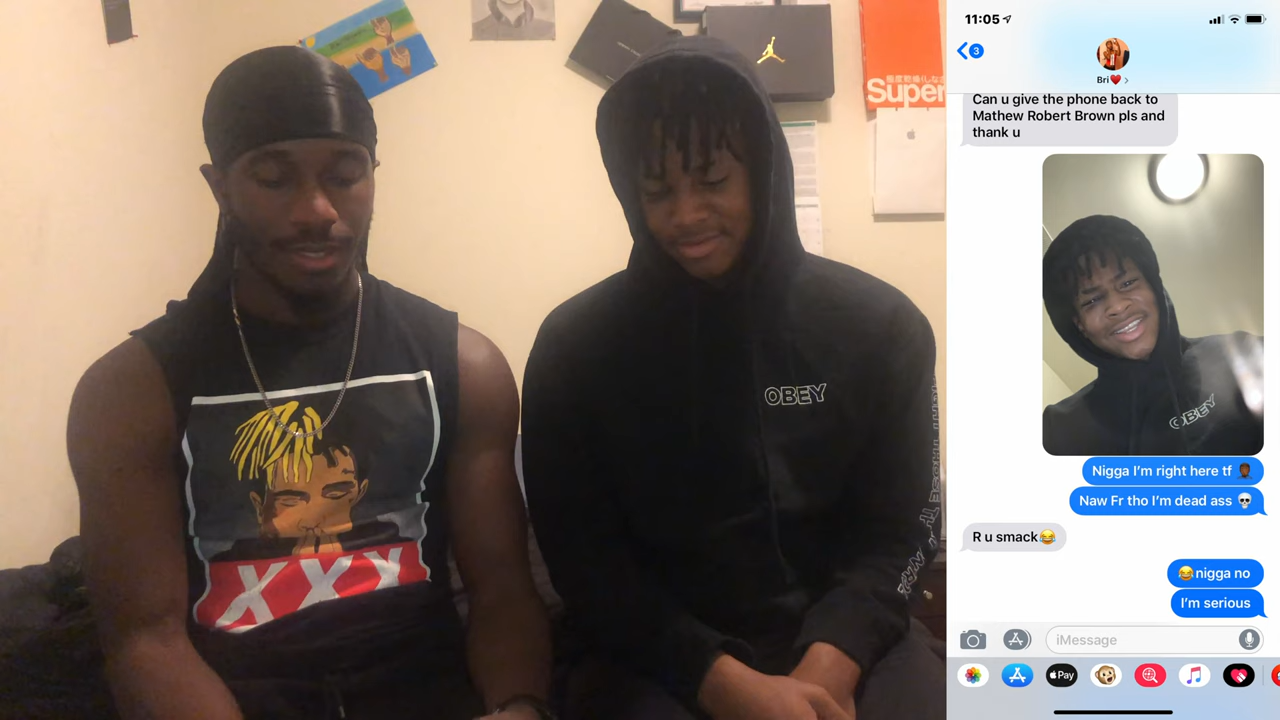 Super
OBEY
XXX
11:05
3
Bri❤️
Can u give the phone back to
Mathew Robert Brown pls and
thank u
OBEY
Nigga I'm right here tf 🤦🏿‍♂️
Naw Fr tho I'm dead ass 💀
R u smack😂
😂nigga no
I'm serious
iMessage
Pay